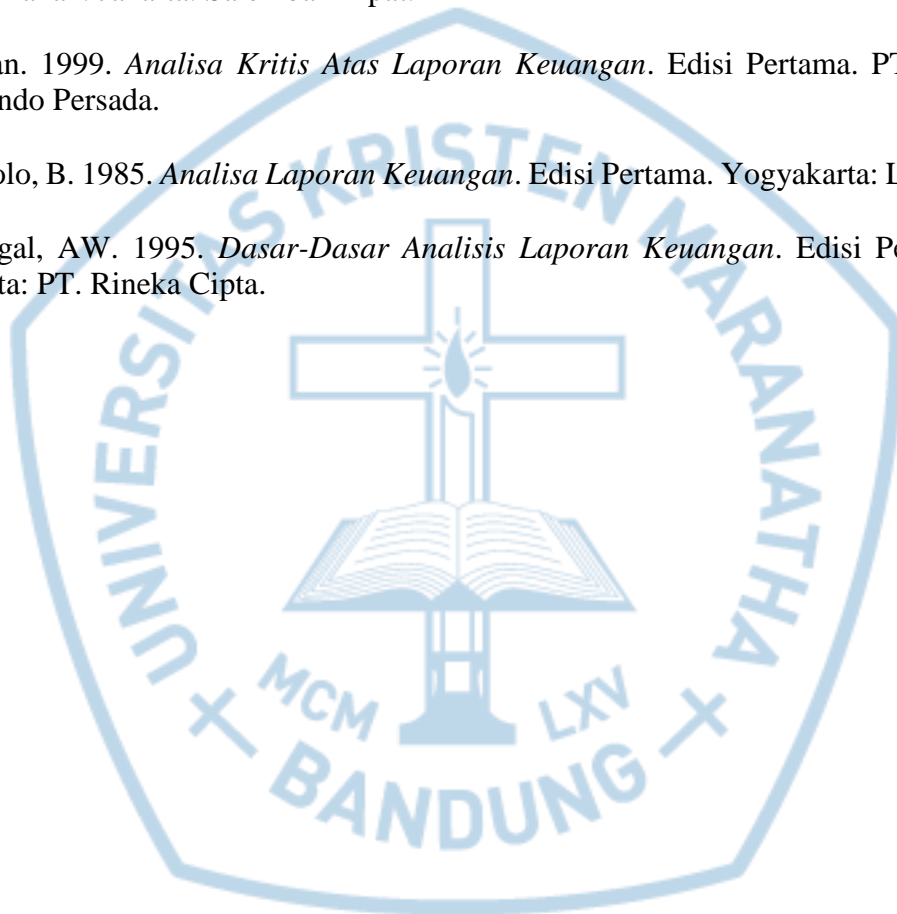 an. 1999. Analisa Kritis Atas Laporan Keuangan. Edisi Pertama. PT
ndo Persada.
olo, B. 1985. Analisa Laporan Keuangan. Edisi Pertama. Yogyakarta: L
gal, AW. 1995. Dasar-Dasar Analisis Laporan Keuangan. Edisi Pe
ta: PT. Rineka Cipta.
UNIVERSITAS KRISTEN MARANATHA
MCM LXV
BANDUNG